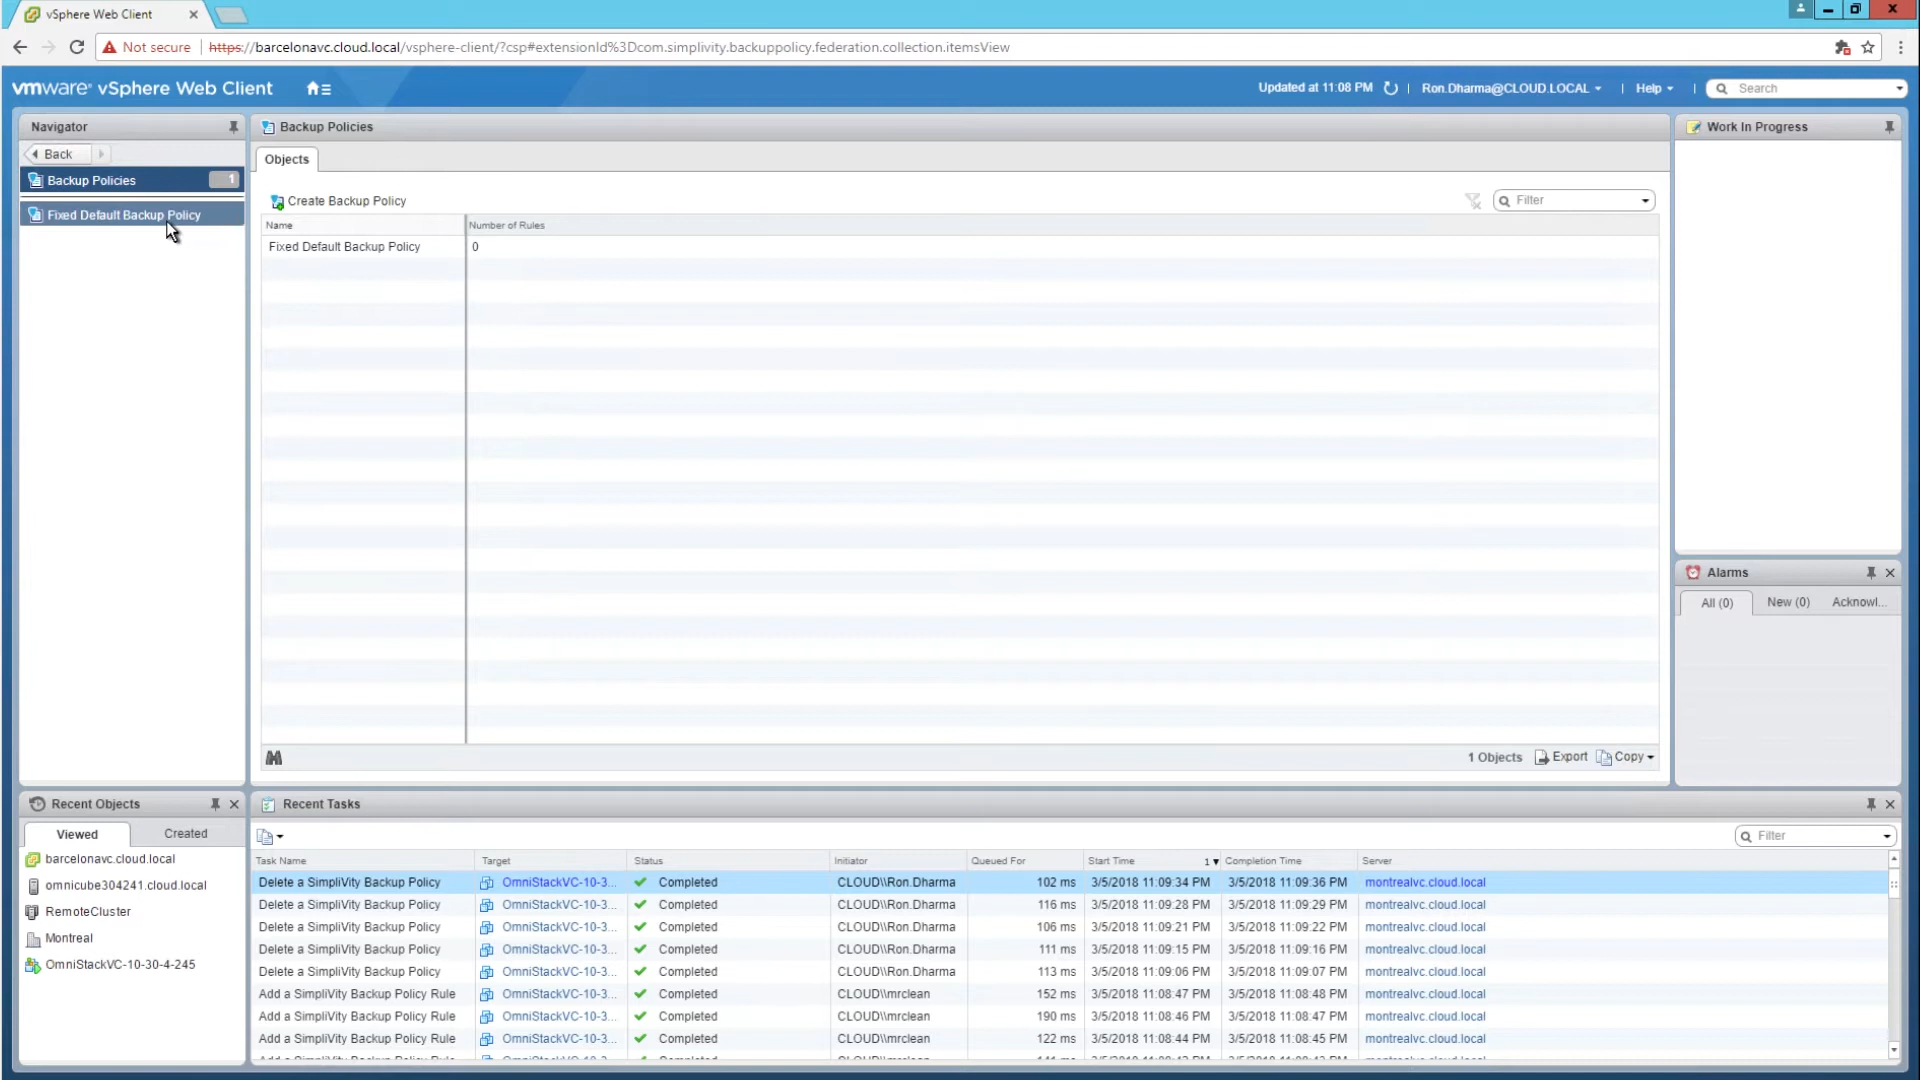 vSphere Web Client
Not secure https://barcelonavc.cloud.local/vsphere-client/?csp#extensionId%3Dcom.simplivity.backuppolicy.federation.collection.itemsView
vmware® vSphere Web Client
Updated at 11:08 PM Ron.Dharma@CLOUD.LOCAL Help Search
Navigator
Back
Backup Policies 1
Fixed Default Backup Policy
Backup Policies
Objects
Create Backup Policy
Filter
Name Number of Rules
Fixed Default Backup Policy 0
1 Objects Export Copy
Work In Progress
Alarms
All (0) New (0) Acknowl...
Recent Objects
Viewed Created
barcelonavc.cloud.local
omnicube304241.cloud.local
RemoteCluster
Montreal
OmniStackVC-10-30-4-245
Recent Tasks
Filter
Task Name Target Status Initiator Queued For Start Time 1 Completion Time Server
Delete a SimpliVity Backup Policy OmniStackVC-10-3... Completed CLOUD\\Ron.Dharma 102 ms 3/5/2018 11:09:34 PM 3/5/2018 11:09:36 PM montrealvc.cloud.local
Delete a SimpliVity Backup Policy OmniStackVC-10-3... Completed CLOUD\\Ron.Dharma 116 ms 3/5/2018 11:09:28 PM 3/5/2018 11:09:29 PM montrealvc.cloud.local
Delete a SimpliVity Backup Policy OmniStackVC-10-3... Completed CLOUD\\Ron.Dharma 106 ms 3/5/2018 11:09:21 PM 3/5/2018 11:09:22 PM montrealvc.cloud.local
Delete a SimpliVity Backup Policy OmniStackVC-10-3... Completed CLOUD\\Ron.Dharma 111 ms 3/5/2018 11:09:15 PM 3/5/2018 11:09:16 PM montrealvc.cloud.local
Delete a SimpliVity Backup Policy OmniStackVC-10-3... Completed CLOUD\\Ron.Dharma 113 ms 3/5/2018 11:09:06 PM 3/5/2018 11:09:07 PM montrealvc.cloud.local
Add a SimpliVity Backup Policy Rule OmniStackVC-10-3... Completed CLOUD\\mrclean 152 ms 3/5/2018 11:08:47 PM 3/5/2018 11:08:48 PM montrealvc.cloud.local
Add a SimpliVity Backup Policy Rule OmniStackVC-10-3... Completed CLOUD\\mrclean 190 ms 3/5/2018 11:08:46 PM 3/5/2018 11:08:47 PM montrealvc.cloud.local
Add a SimpliVity Backup Policy Rule OmniStackVC-10-3... Completed CLOUD\\mrclean 122 ms 3/5/2018 11:08:44 PM 3/5/2018 11:08:45 PM montrealvc.cloud.local